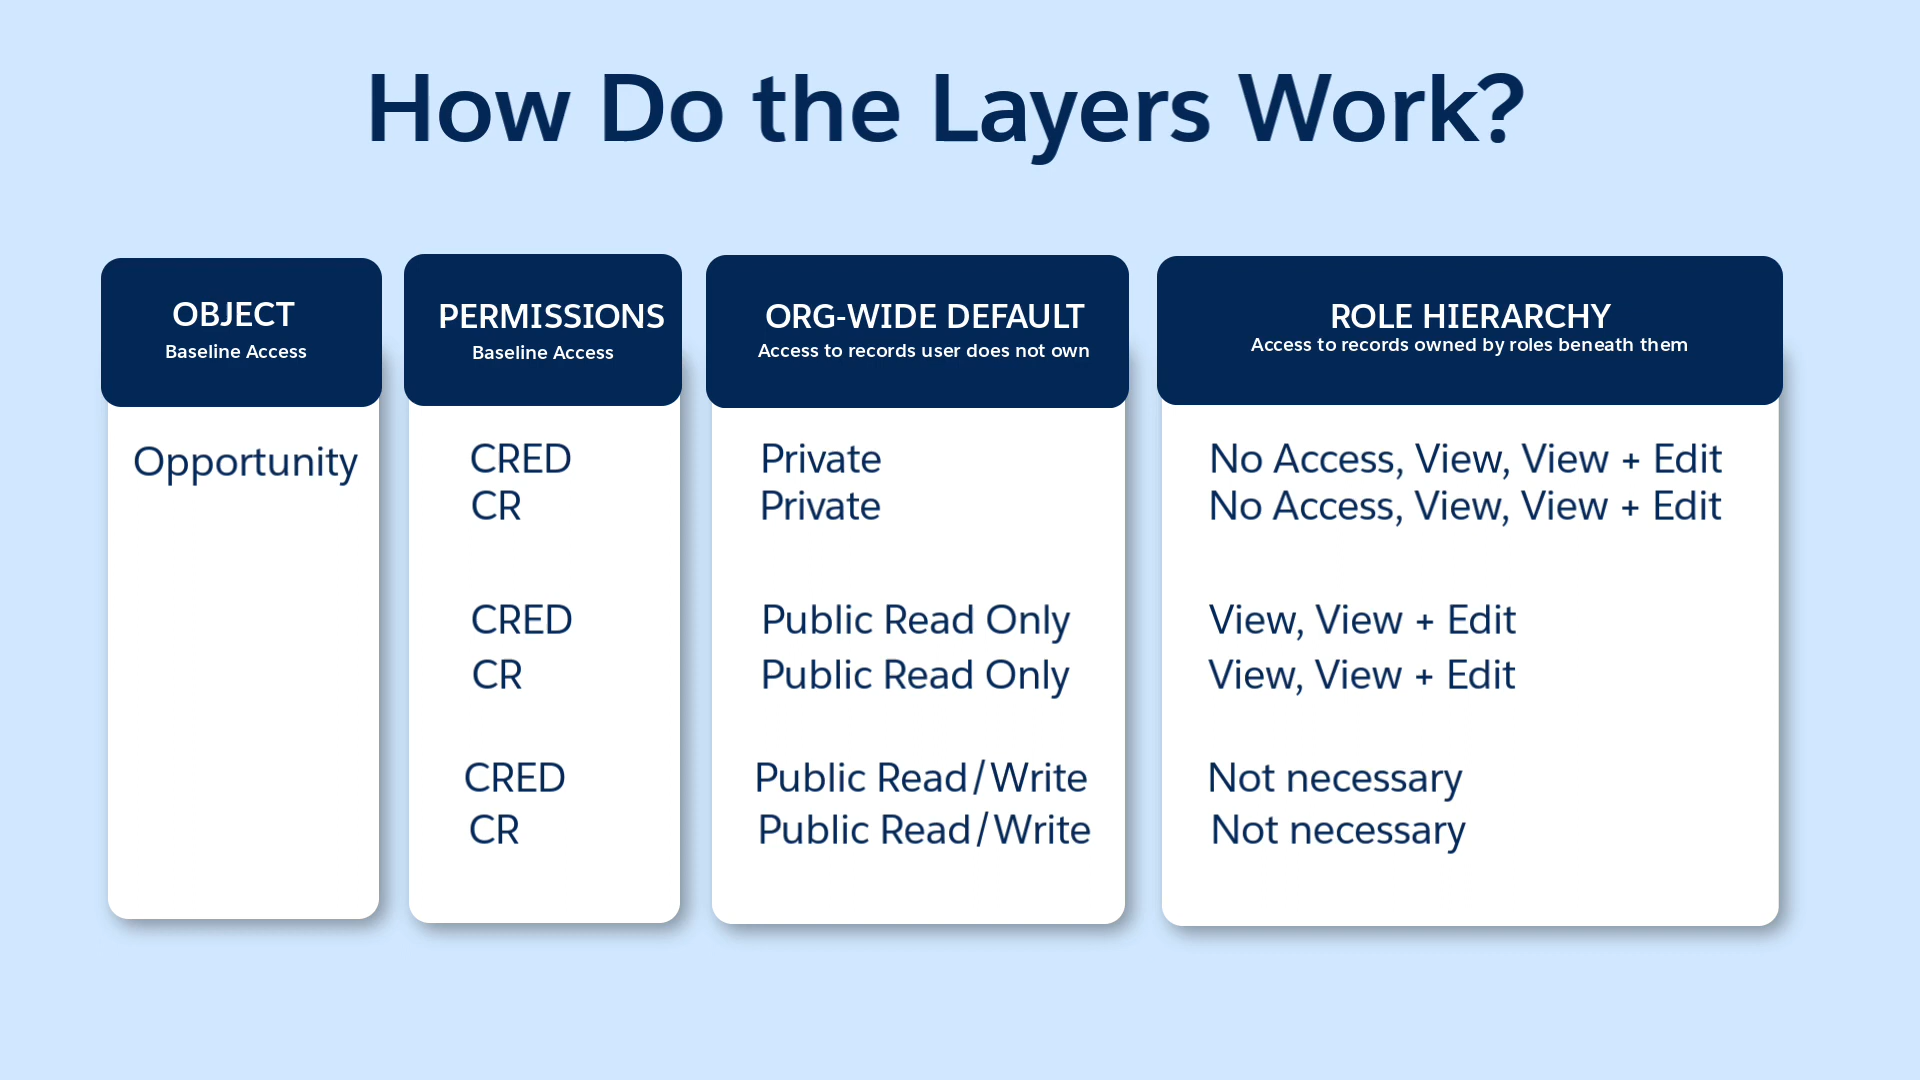 How Do the Layers Work?
OBJECT
Baseline Access
Opportunity
PERMISSIONS
Baseline Access
CRED
CR
CRED
CR
CRED
CR
ORG-WIDE DEFAULT
Access to records user does not own
Private
Private
Public Read Only
Public Read Only
Public Read/Write
Public Read/Write
ROLE HIERARCHY
Access to records owned by roles beneath them
No Access, View, View + Edit
No Access, View, View + Edit
View, View + Edit
View, View + Edit
Not necessary
Not necessary